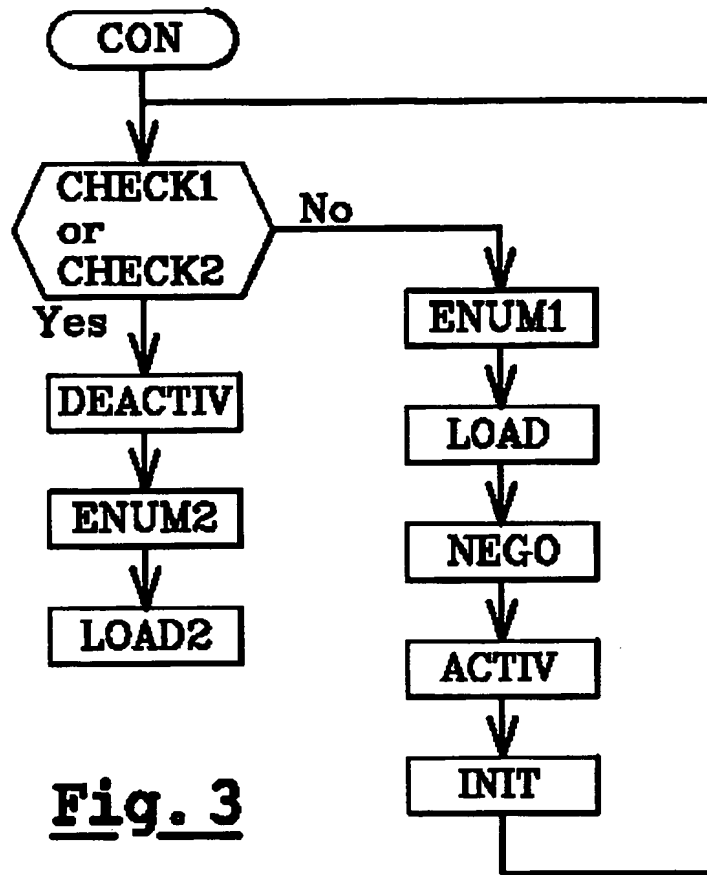 CON
CHECK1
or
CHECK2
No
Yes
DEACTIV
ENUM2
LOAD2
ENUM1
LOAD
NEGO
ACTIV
INIT
Fig. 3